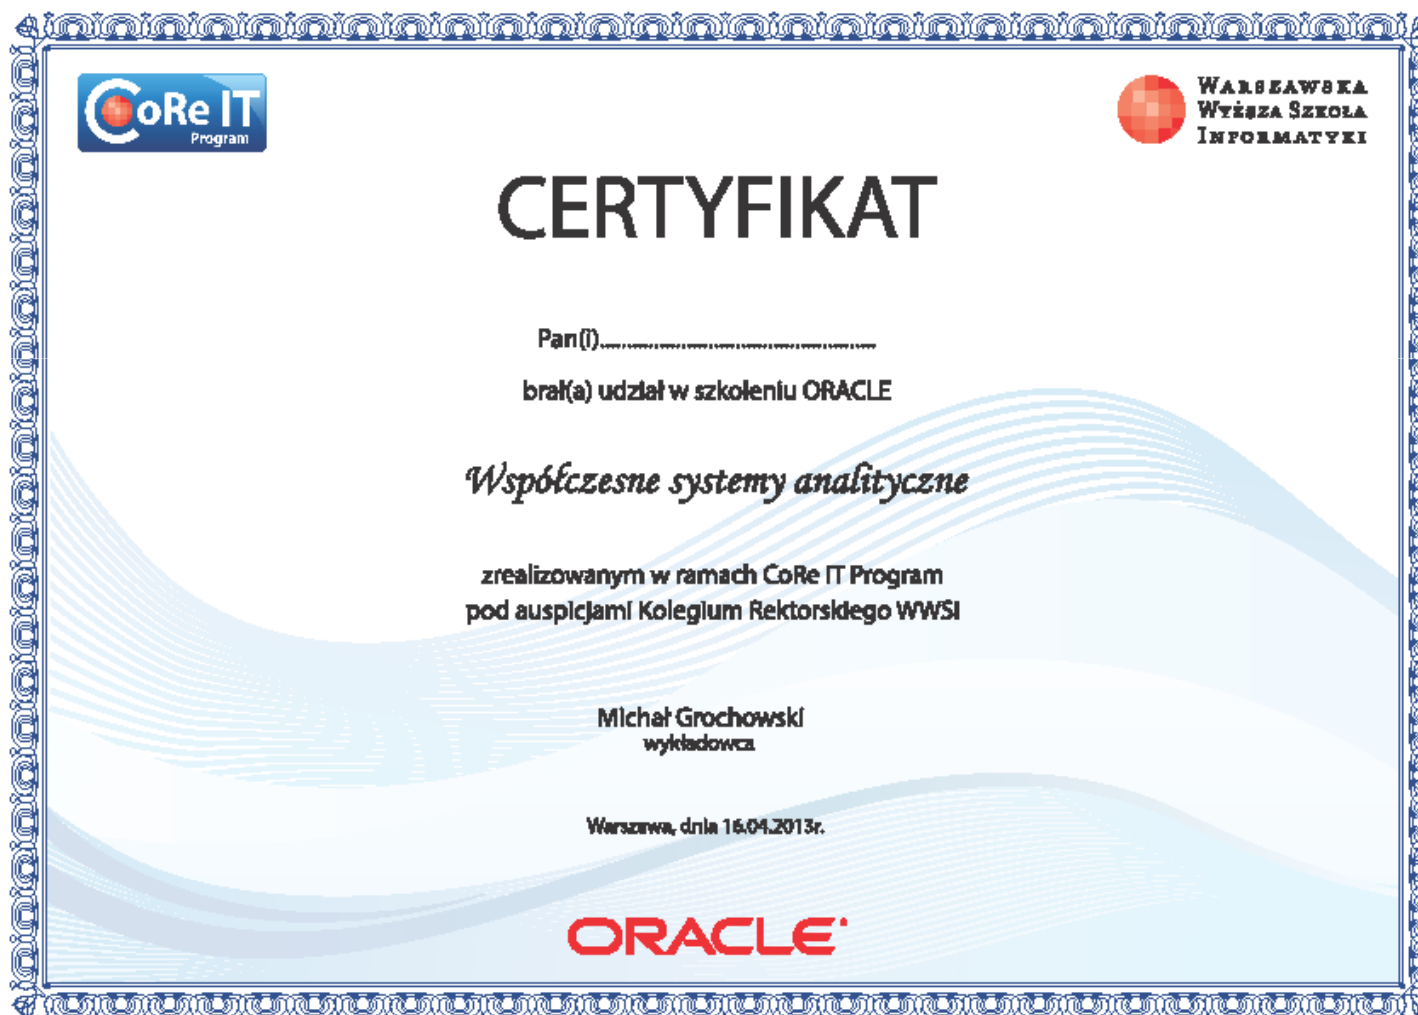 CoRe IT
Program
WARSZAWSKA
WYŻSZA SZKOŁA
INFORMATYKI
CERTYFIKAT
Pan(i)..............................................
brał(a) udział w szkoleniu ORACLE
Współczesne systemy analityczne
zrealizowanym w ramach CoRe IT Program
pod auspicjami Kolegium Rektorskiego WWSI
Michał Grochowski
wykładowca
Warszawa, dnia 16.04.2013r.
ORACLE